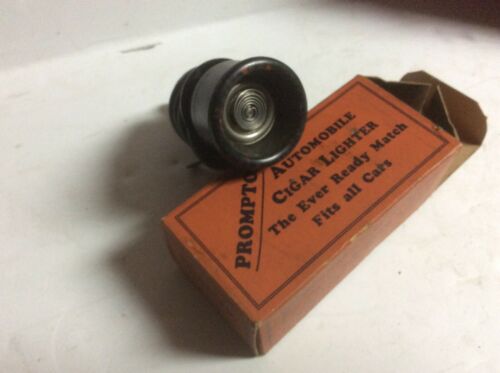 PROMPTO
AUTOMOBILE
CIGAR LIGHTER
The Ever Ready Match
Fits all Cars